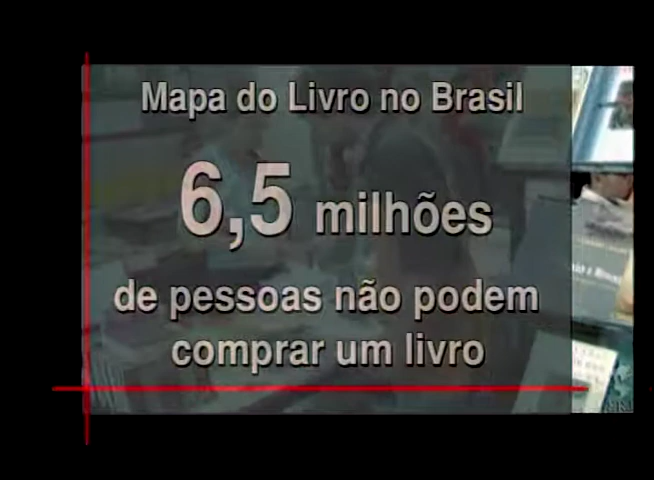 Mapa do Livro no Brasil
6,5 milhões
de pessoas não podem
comprar um livro